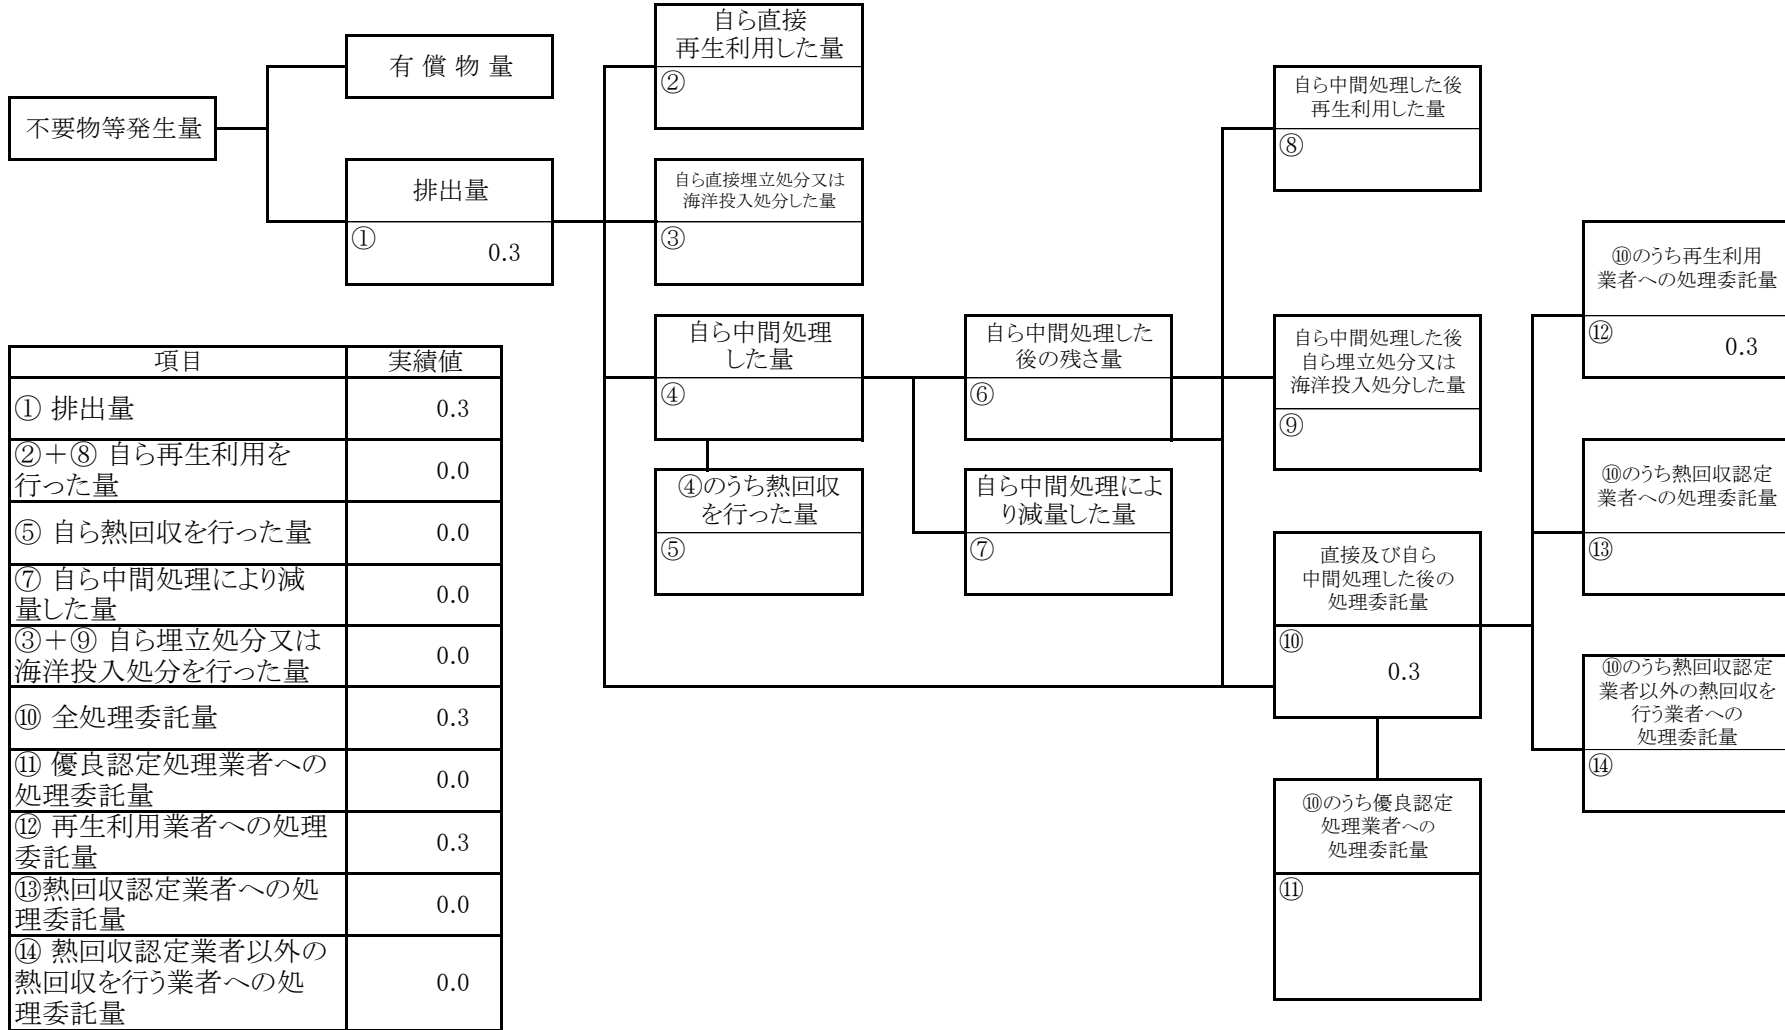 自ら直接
再生利用した量
②
有 償 物 量
不要物等発生量
排出量
①
0.3
自ら直接埋立処分又は
海洋投入処分した量
③
自ら中間処理した後
再生利用した量
⑧
自ら中間処理
した量
④
自ら中間処理した
後の残さ量
⑥
自ら中間処理した後
自ら埋立処分又は
海洋投入処分した量
⑨
⑩のうち再生利用
業者への処理委託量
⑫
0.3
④のうち熱回収
を行った量
⑤
自ら中間処理によ
り減量した量
⑦
⑩のうち熱回収認定
業者への処理委託量
⑬
直接及び自ら
中間処理した後の
処理委託量
⑩
0.3
⑩のうち熱回収認定
業者以外の熱回収を
行う業者への
処理委託量
⑭
⑩のうち優良認定
処理業者への
処理委託量
⑪
項目 実績値
① 排出量 0.3
②＋⑧ 自ら再生利用を
行った量 0.0
⑤ 自ら熱回収を行った量 0.0
⑦ 自ら中間処理により減
量した量 0.0
③＋⑨ 自ら埋立処分又は
海洋投入処分を行った量 0.0
⑩ 全処理委託量 0.3
⑪ 優良認定処理業者への
処理委託量 0.0
⑫ 再生利用業者への処理
委託量 0.3
⑬熱回収認定業者への処
理委託量 0.0
⑭ 熱回収認定業者以外の
熱回収を行う業者への処
理委託量 0.0